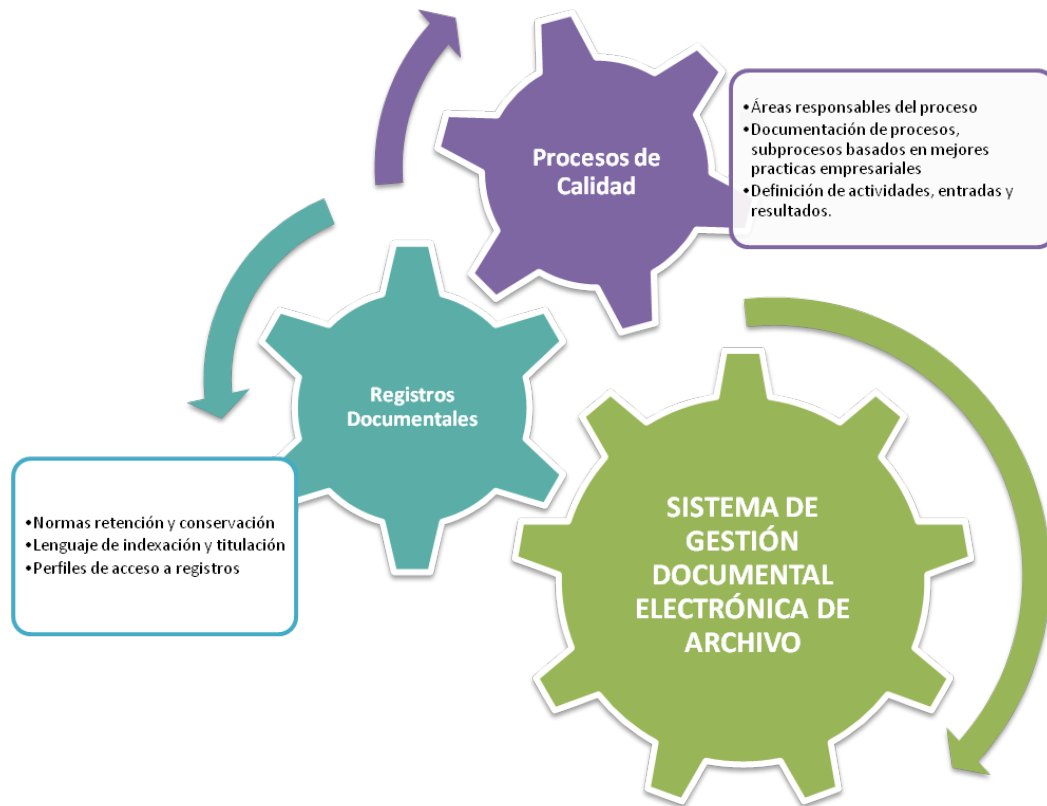 Procesos de
Calidad
•Áreas responsables del proceso
•Documentación de procesos,
subprocesos basados en mejores
practicas empresariales
•Definición de actividades, entradas y
resultados.
Registros
Documentales
•Normas retención y conservación
•Lenguaje de indexación y titulación
•Perfiles de acceso a registros
SISTEMA DE
GESTIÓN
DOCUMENTAL
ELECTRÓNICA DE
ARCHIVO